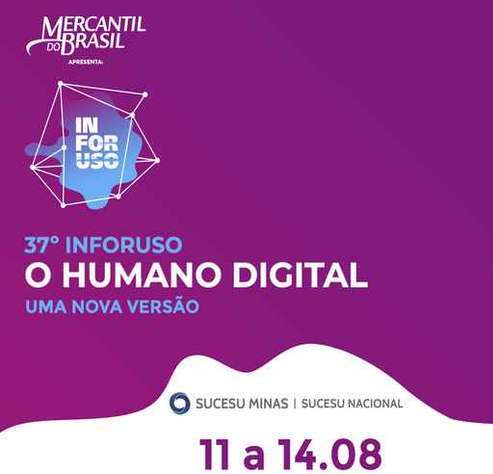 MERCANTIL
DO BRASIL
APRESENTA:
IN
FOR
USO
37º INFORUSO
O HUMANO DIGITAL
UMA NOVA VERSÃO
SUCESU MINAS | SUCESU NACIONAL
11 a 14.08